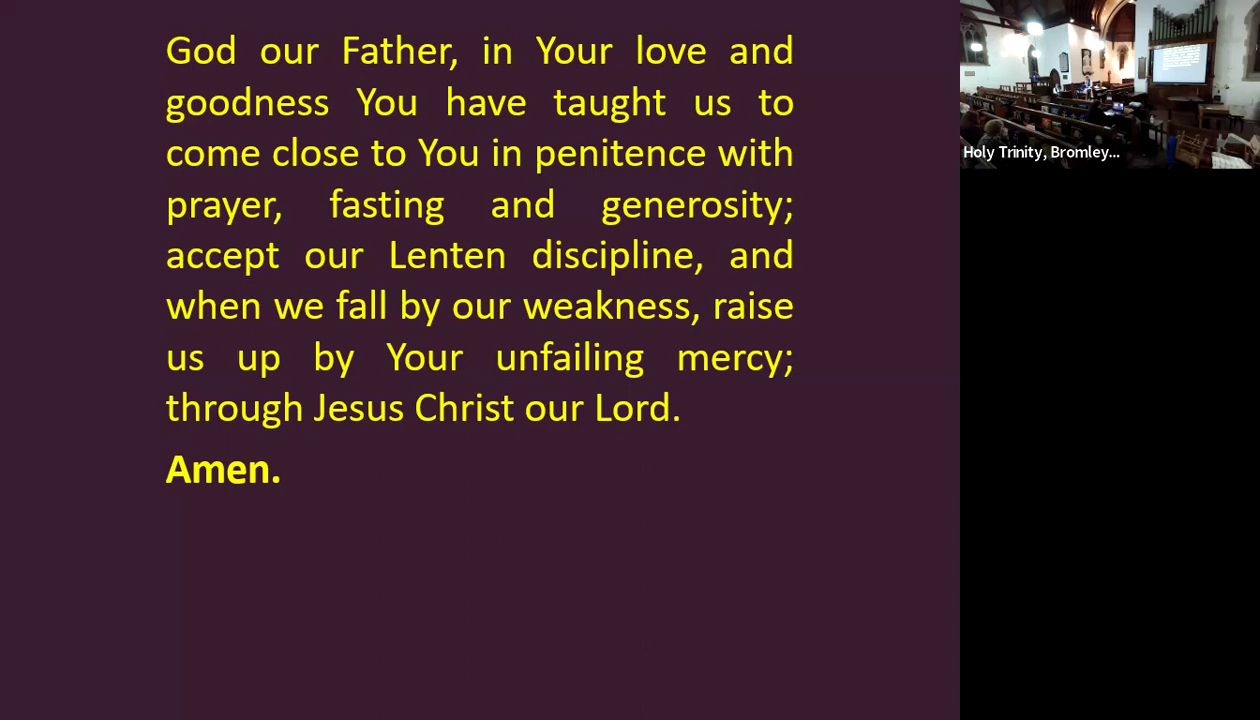 God our Father, in Your love and
goodness You have taught us to
come close to You in penitence with
prayer, fasting and generosity;
accept our Lenten discipline, and
when we fall by our weakness, raise
us up by Your unfailing mercy;
through Jesus Christ our Lord.
Amen.
Holy Trinity, Bromley...